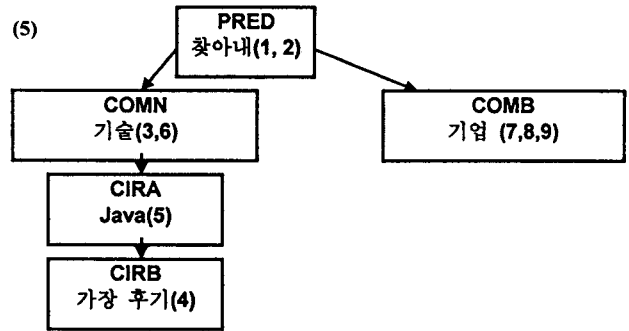 (5)
PRED
찾아내(1, 2)
COMN
기술(3,6)
COMB
기업 (7,8,9)
CIRA
Java(5)
CIRB
가장 후기(4)